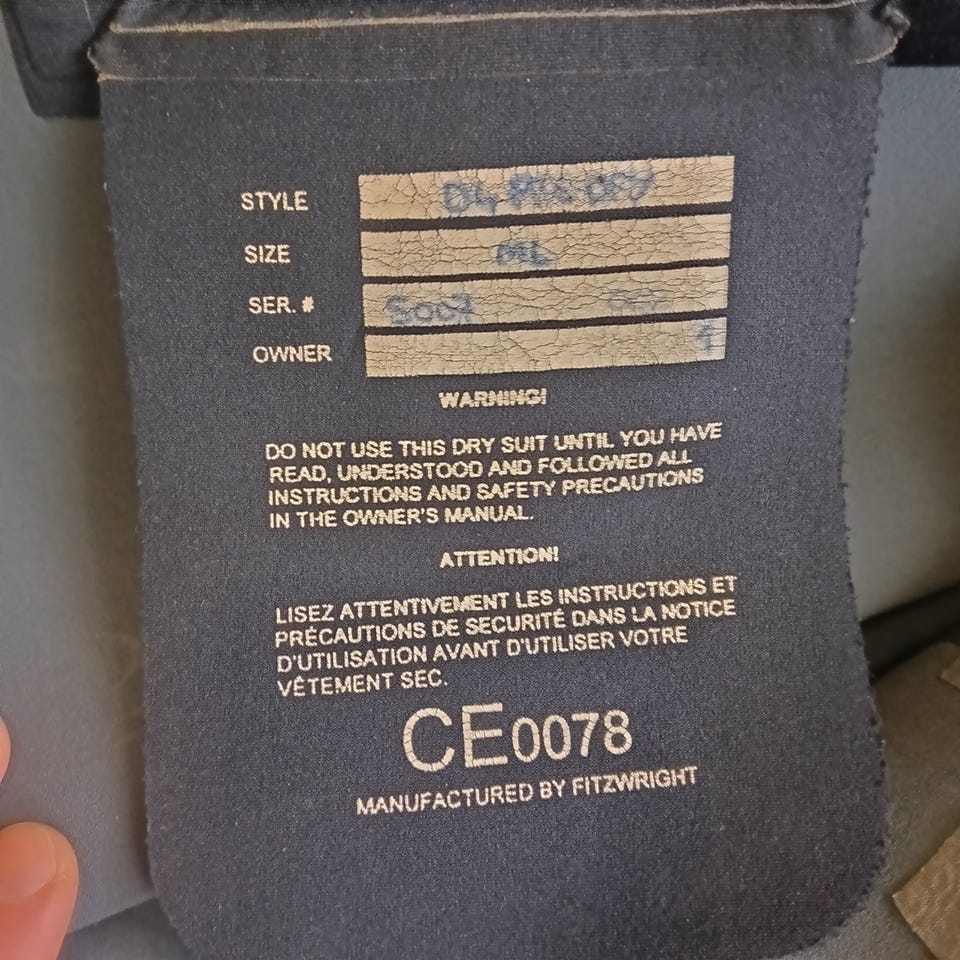 STYLE
SIZE ML
SER. #
OWNER
WARNING!
DO NOT USE THIS DRY SUIT UNTIL YOU HAVE
READ, UNDERSTOOD AND FOLLOWED ALL
INSTRUCTIONS AND SAFETY PRECAUTIONS
IN THE OWNER'S MANUAL.
ATTENTION!
LISEZ ATTENTIVEMENT LES INSTRUCTIONS ET
PRÉCAUTIONS DE SECURITÉ DANS LA NOTICE
D'UTILISATION AVANT D'UTILISER VOTRE
VÊTEMENT SEC.
CE0078
MANUFACTURED BY FITZWRIGHT